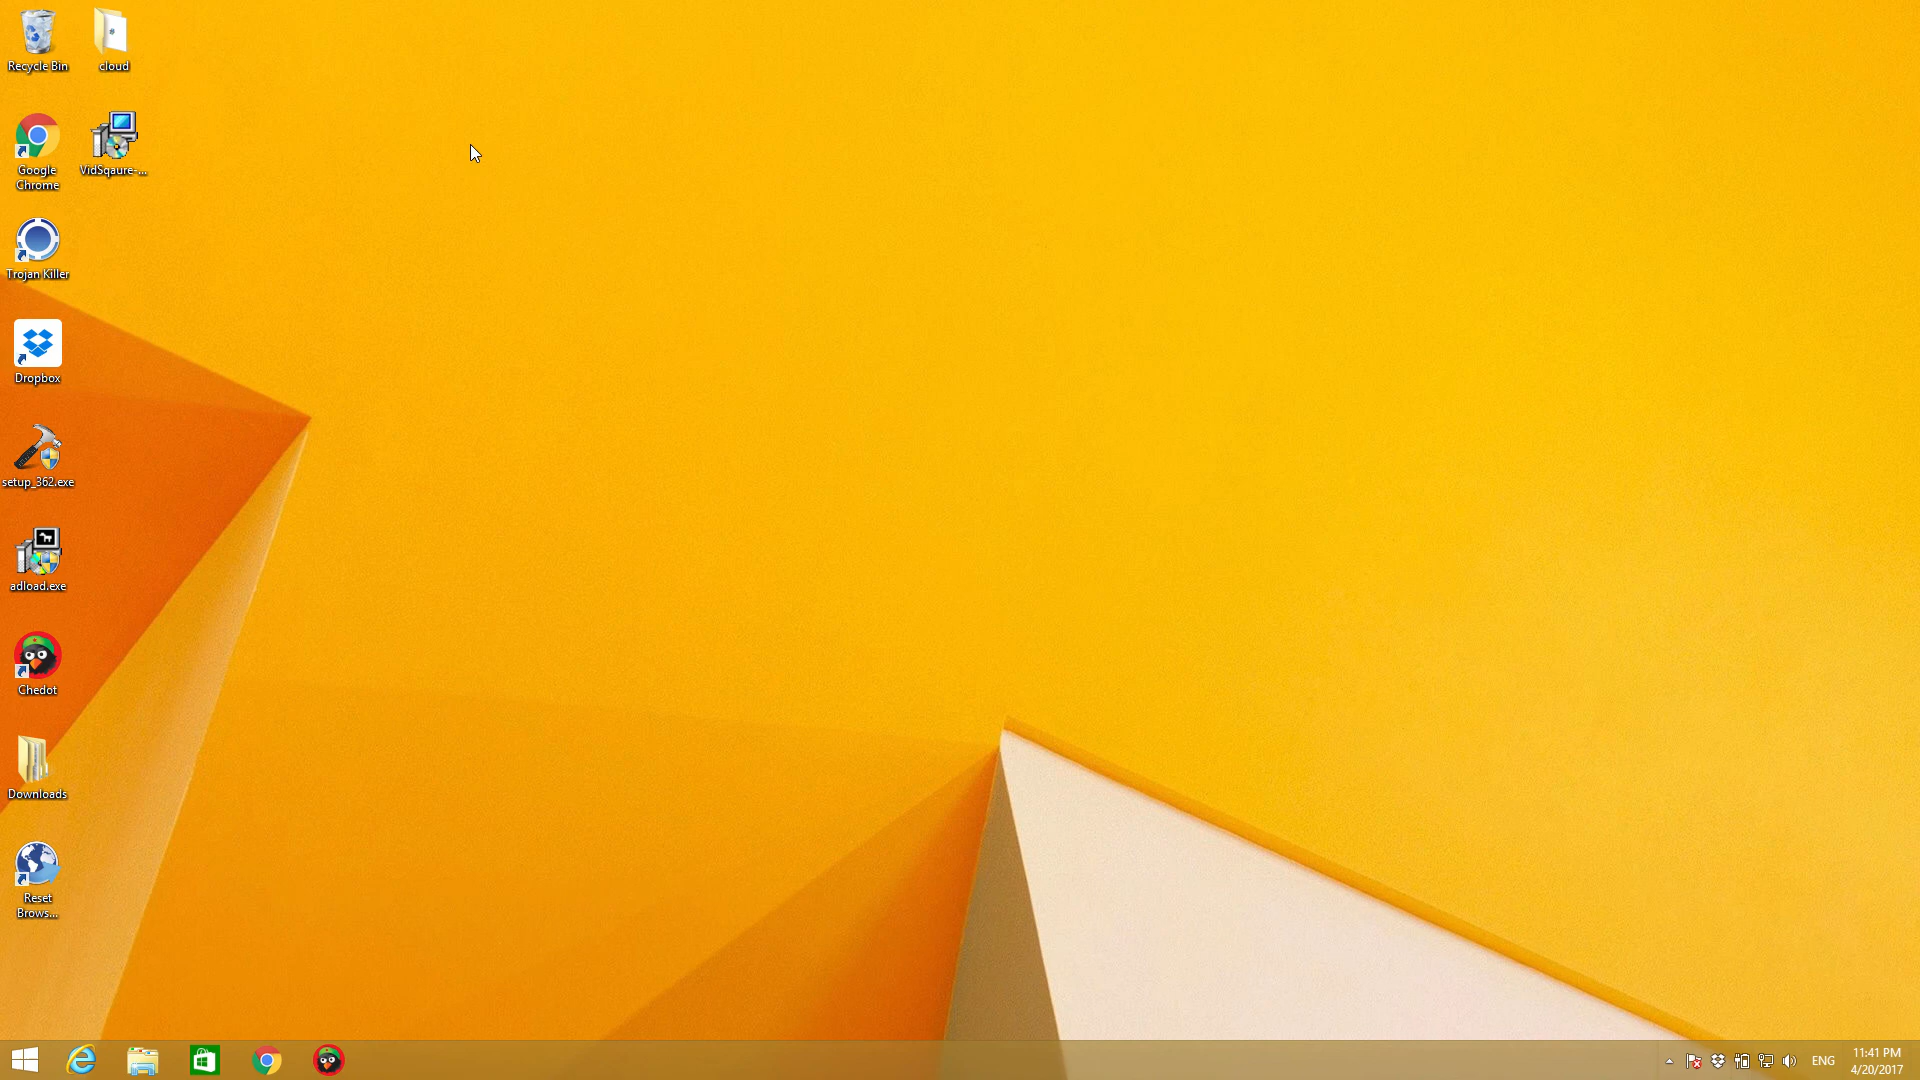 Recycle Bin
cloud
Google
Chrome
VidSqaure-...
Trojan Killer
Dropbox
setup_362.exe
adload.exe
Chedot
Downloads
Reset
Brows...
ENG
11:41 PM
4/20/2017